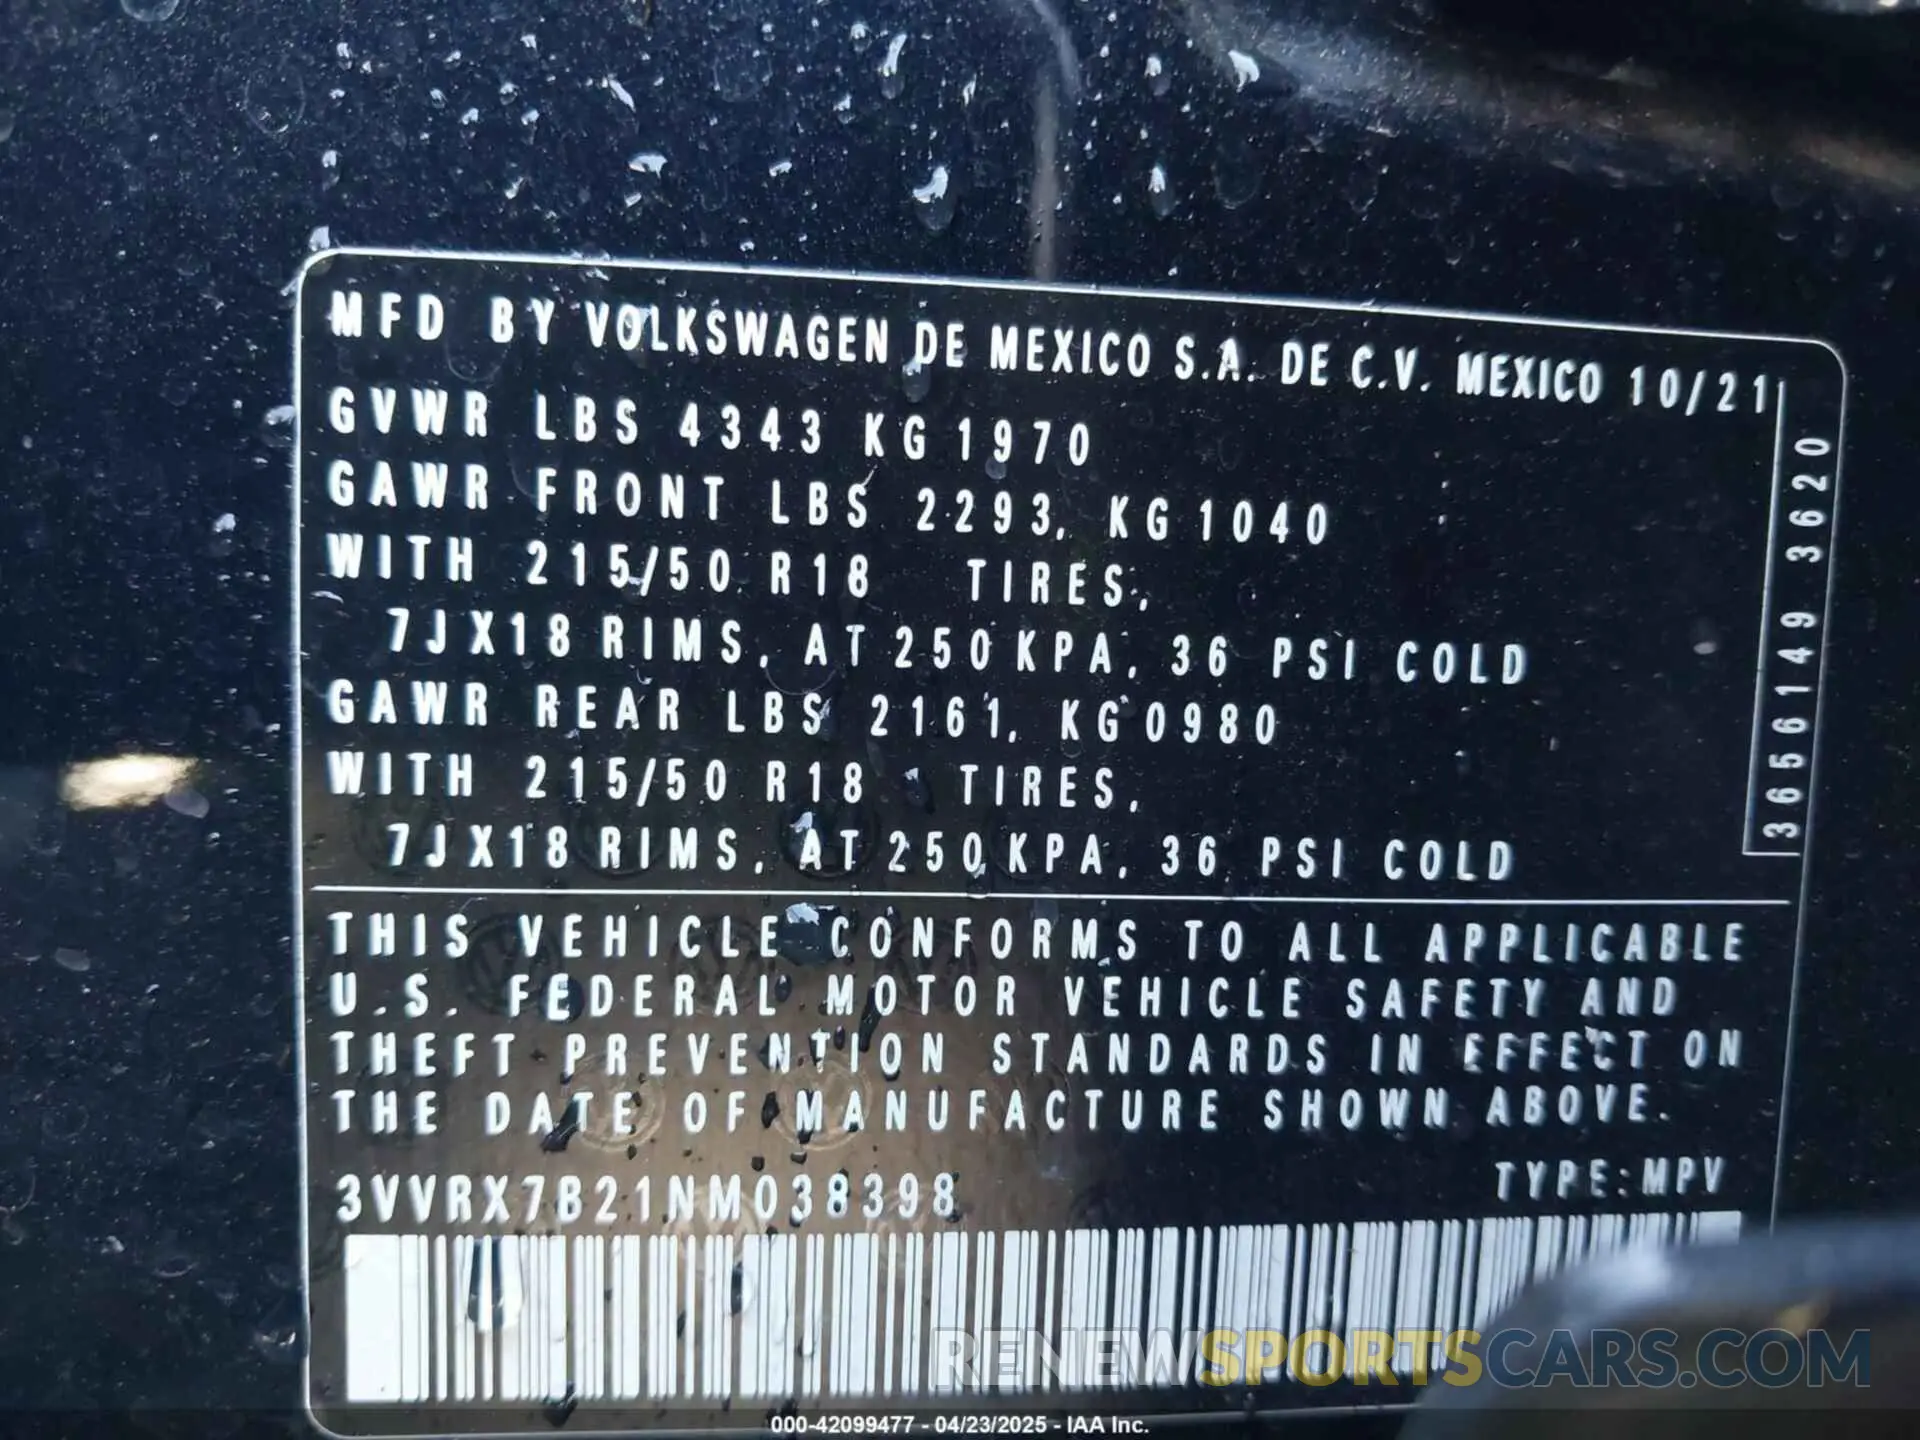 MFD BY VOLKSWAGEN DE MEXICO S.A. DE C.V. MEXICO 10/21
GVWR LBS 4343 KG 1970
GAWR FRONT LBS 2293, KG 1040
WITH 215/50 R18 TIRES,
7JX18 RIMS, AT 250 KPA, 36 PSI COLD
GAWR REAR LBS 2161, KG 0980
WITH 215/50 R18 TIRES,
7JX18 RIMS, AT 250 KPA, 36 PSI COLD
3656149 3620
THIS VEHICLE CONFORMS TO ALL APPLICABLE
U.S. FEDERAL MOTOR VEHICLE SAFETY AND
THEFT PREVENTION STANDARDS IN EFFECT ON
THE DATE OF MANUFACTURE SHOWN ABOVE.
3VVRX7B21NM038398 TYPE:MPV
RENEWSPORTSCARS.COM
000-42099477 - 04/23/2025 - IAA Inc.